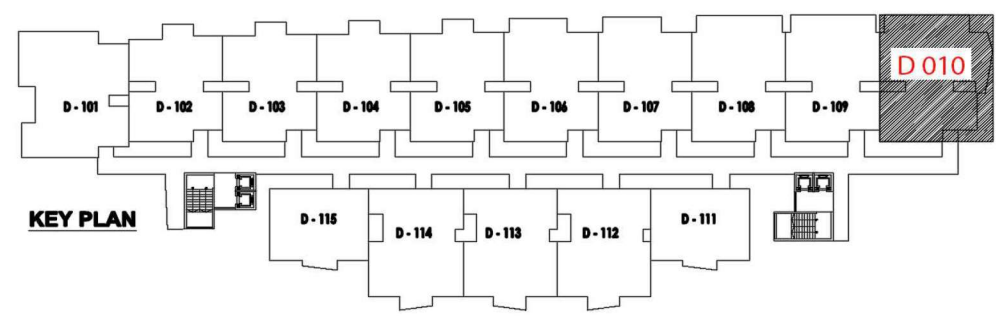 D 010
D - 101
D - 102
D - 103
D - 104
D - 105
D - 106
D - 107
D - 108
D - 109
KEY PLAN
D - 115
D - 114
D - 113
D - 112
D - 111